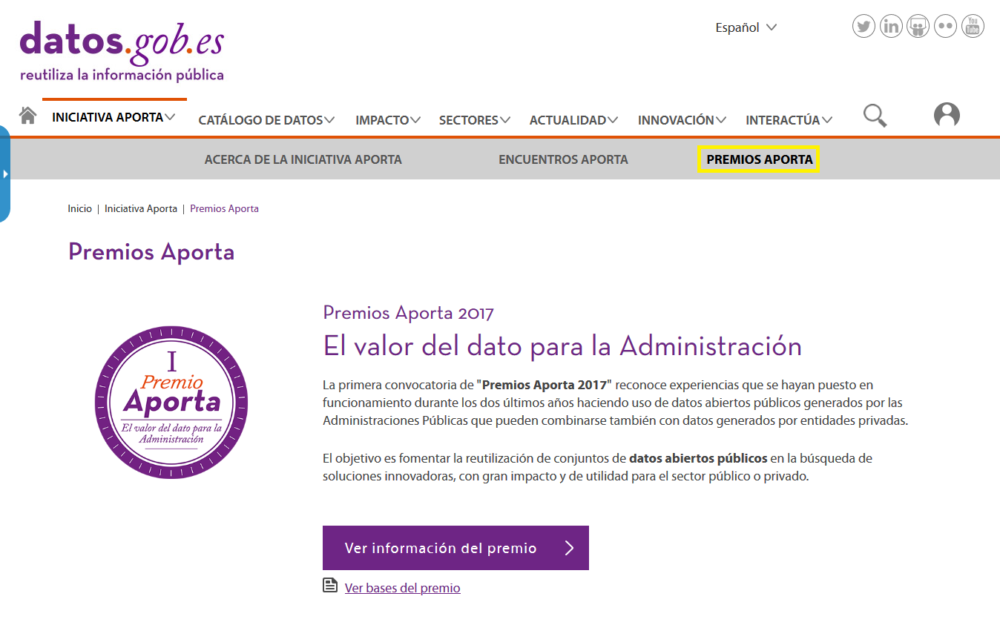 datos.gob.es
reutiliza la información pública
Español
You
Tube
INICIATIVA APORTA
CATÁLOGO DE DATOS
IMPACTO
SECTORES
ACTUALIDAD
INNOVACIÓN
INTERACTÚA
ACERCA DE LA INICIATIVA APORTA
ENCUENTROS APORTA
PREMIOS APORTA
Inicio | Iniciativa Aporta | Premios Aporta
Premios Aporta
I
Premio
Aporta
El valor del dato para la
Administración
Premios Aporta 2017
El valor del dato para la Administración
La primera convocatoria de "Premios Aporta 2017" reconoce experiencias que se hayan puesto en
funcionamiento durante los dos últimos años haciendo uso de datos abiertos públicos generados por las
Administraciones Públicas que pueden combinarse también con datos generados por entidades privadas.
El objetivo es fomentar la reutilización de conjuntos de datos abiertos públicos en la búsqueda de
soluciones innovadoras, con gran impacto y de utilidad para el sector público o privado.
Ver información del premio
Ver bases del premio